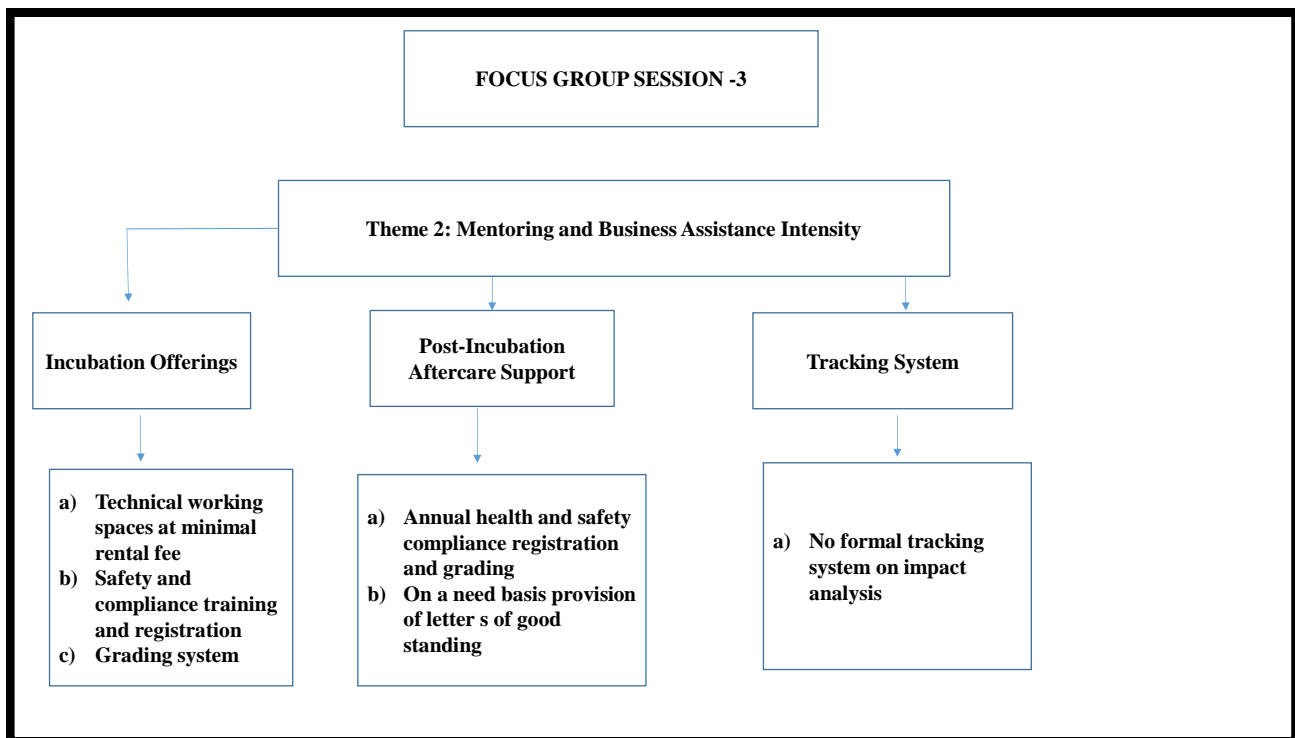 FOCUS GROUP SESSION -3
Theme 2: Mentoring and Business Assistance Intensity
Incubation Offerings
Post-Incubation
Aftercare Support
Tracking System
a) Technical working
spaces at minimal
rental fee
b) Safety and
compliance training
and registration
c) Grading system
a) Annual health and safety
compliance registration
and grading
b) On a need basis provision
of letter s of good
standing
a) No formal tracking
system on impact
analysis